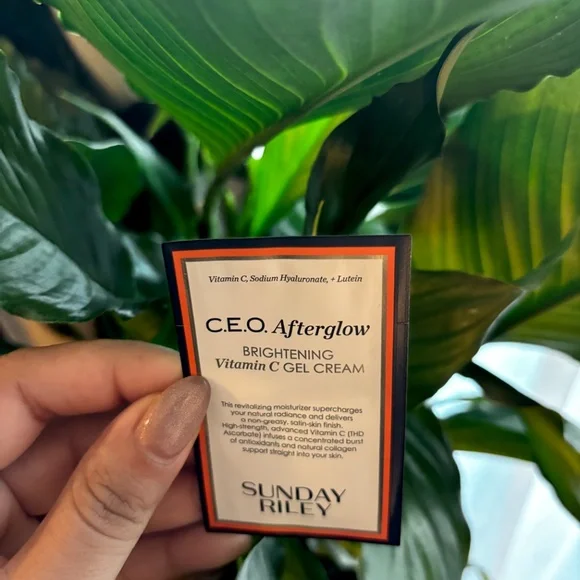 Vitamin C, Sodium Hyaluronate, + Lutein
C.E.O. Afterglow
BRIGHTENING
Vitamin C GEL CREAM
This revitalizing moisturizer supercharges
your natural radiance and delivers
a non-greasy, satin-skin finish.
High-strength, advanced Vitamin C (THD
Ascorbate) infuses a concentrated burst
of antioxidants and natural collagen
support straight into your skin.
SUNDAY
RILEY